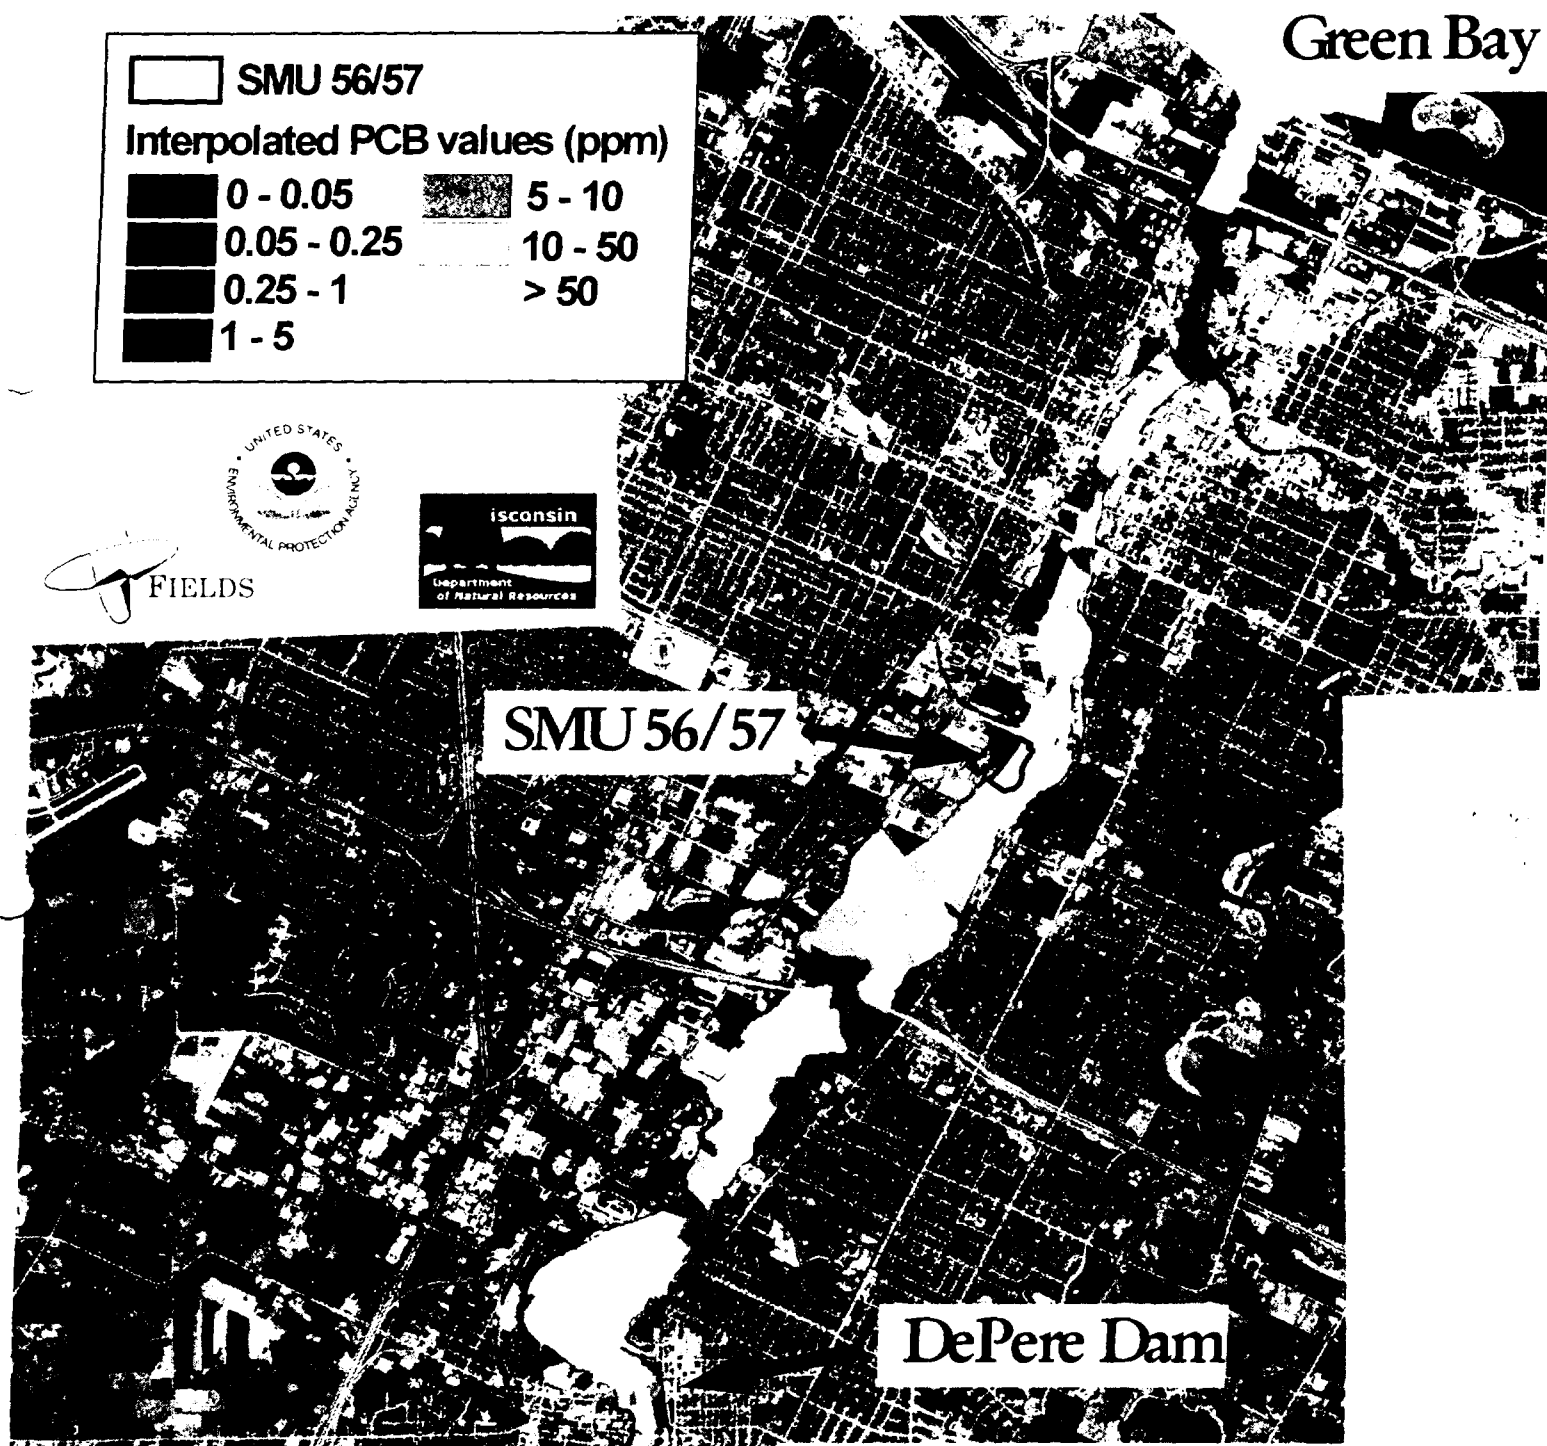 Green Bay
SMU 56/57
Interpolated PCB values (ppm)
0 - 0.05
0.05 - 0.25
0.25 - 1
1 - 5
5 - 10
10 - 50
> 50
UNITED STATES
ENVIRONMENTAL PROTECTION AGENCY
FIELDS
isconsin
Department
of Natural Resources
SMU 56/57
DePere Dam